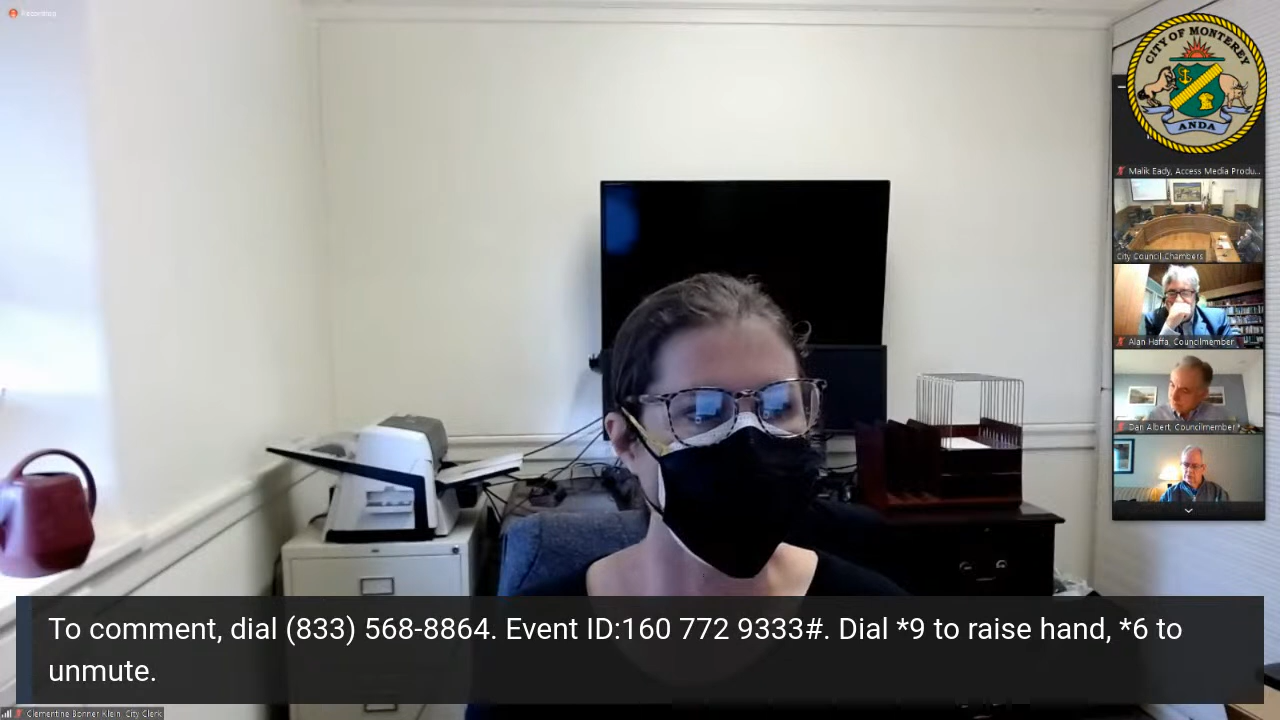 Recording
CITY OF MONTEREY
ANDA
Malik Eady, Access Media Produ...
City Council Chambers
Alan Haffa, Councilmember
Dan Albert, Councilmember
To comment, dial (833) 568-8864. Event ID:160 772 9333#. Dial *9 to raise hand, *6 to
unmute.
Clementine Bonner Klein, City Clerk